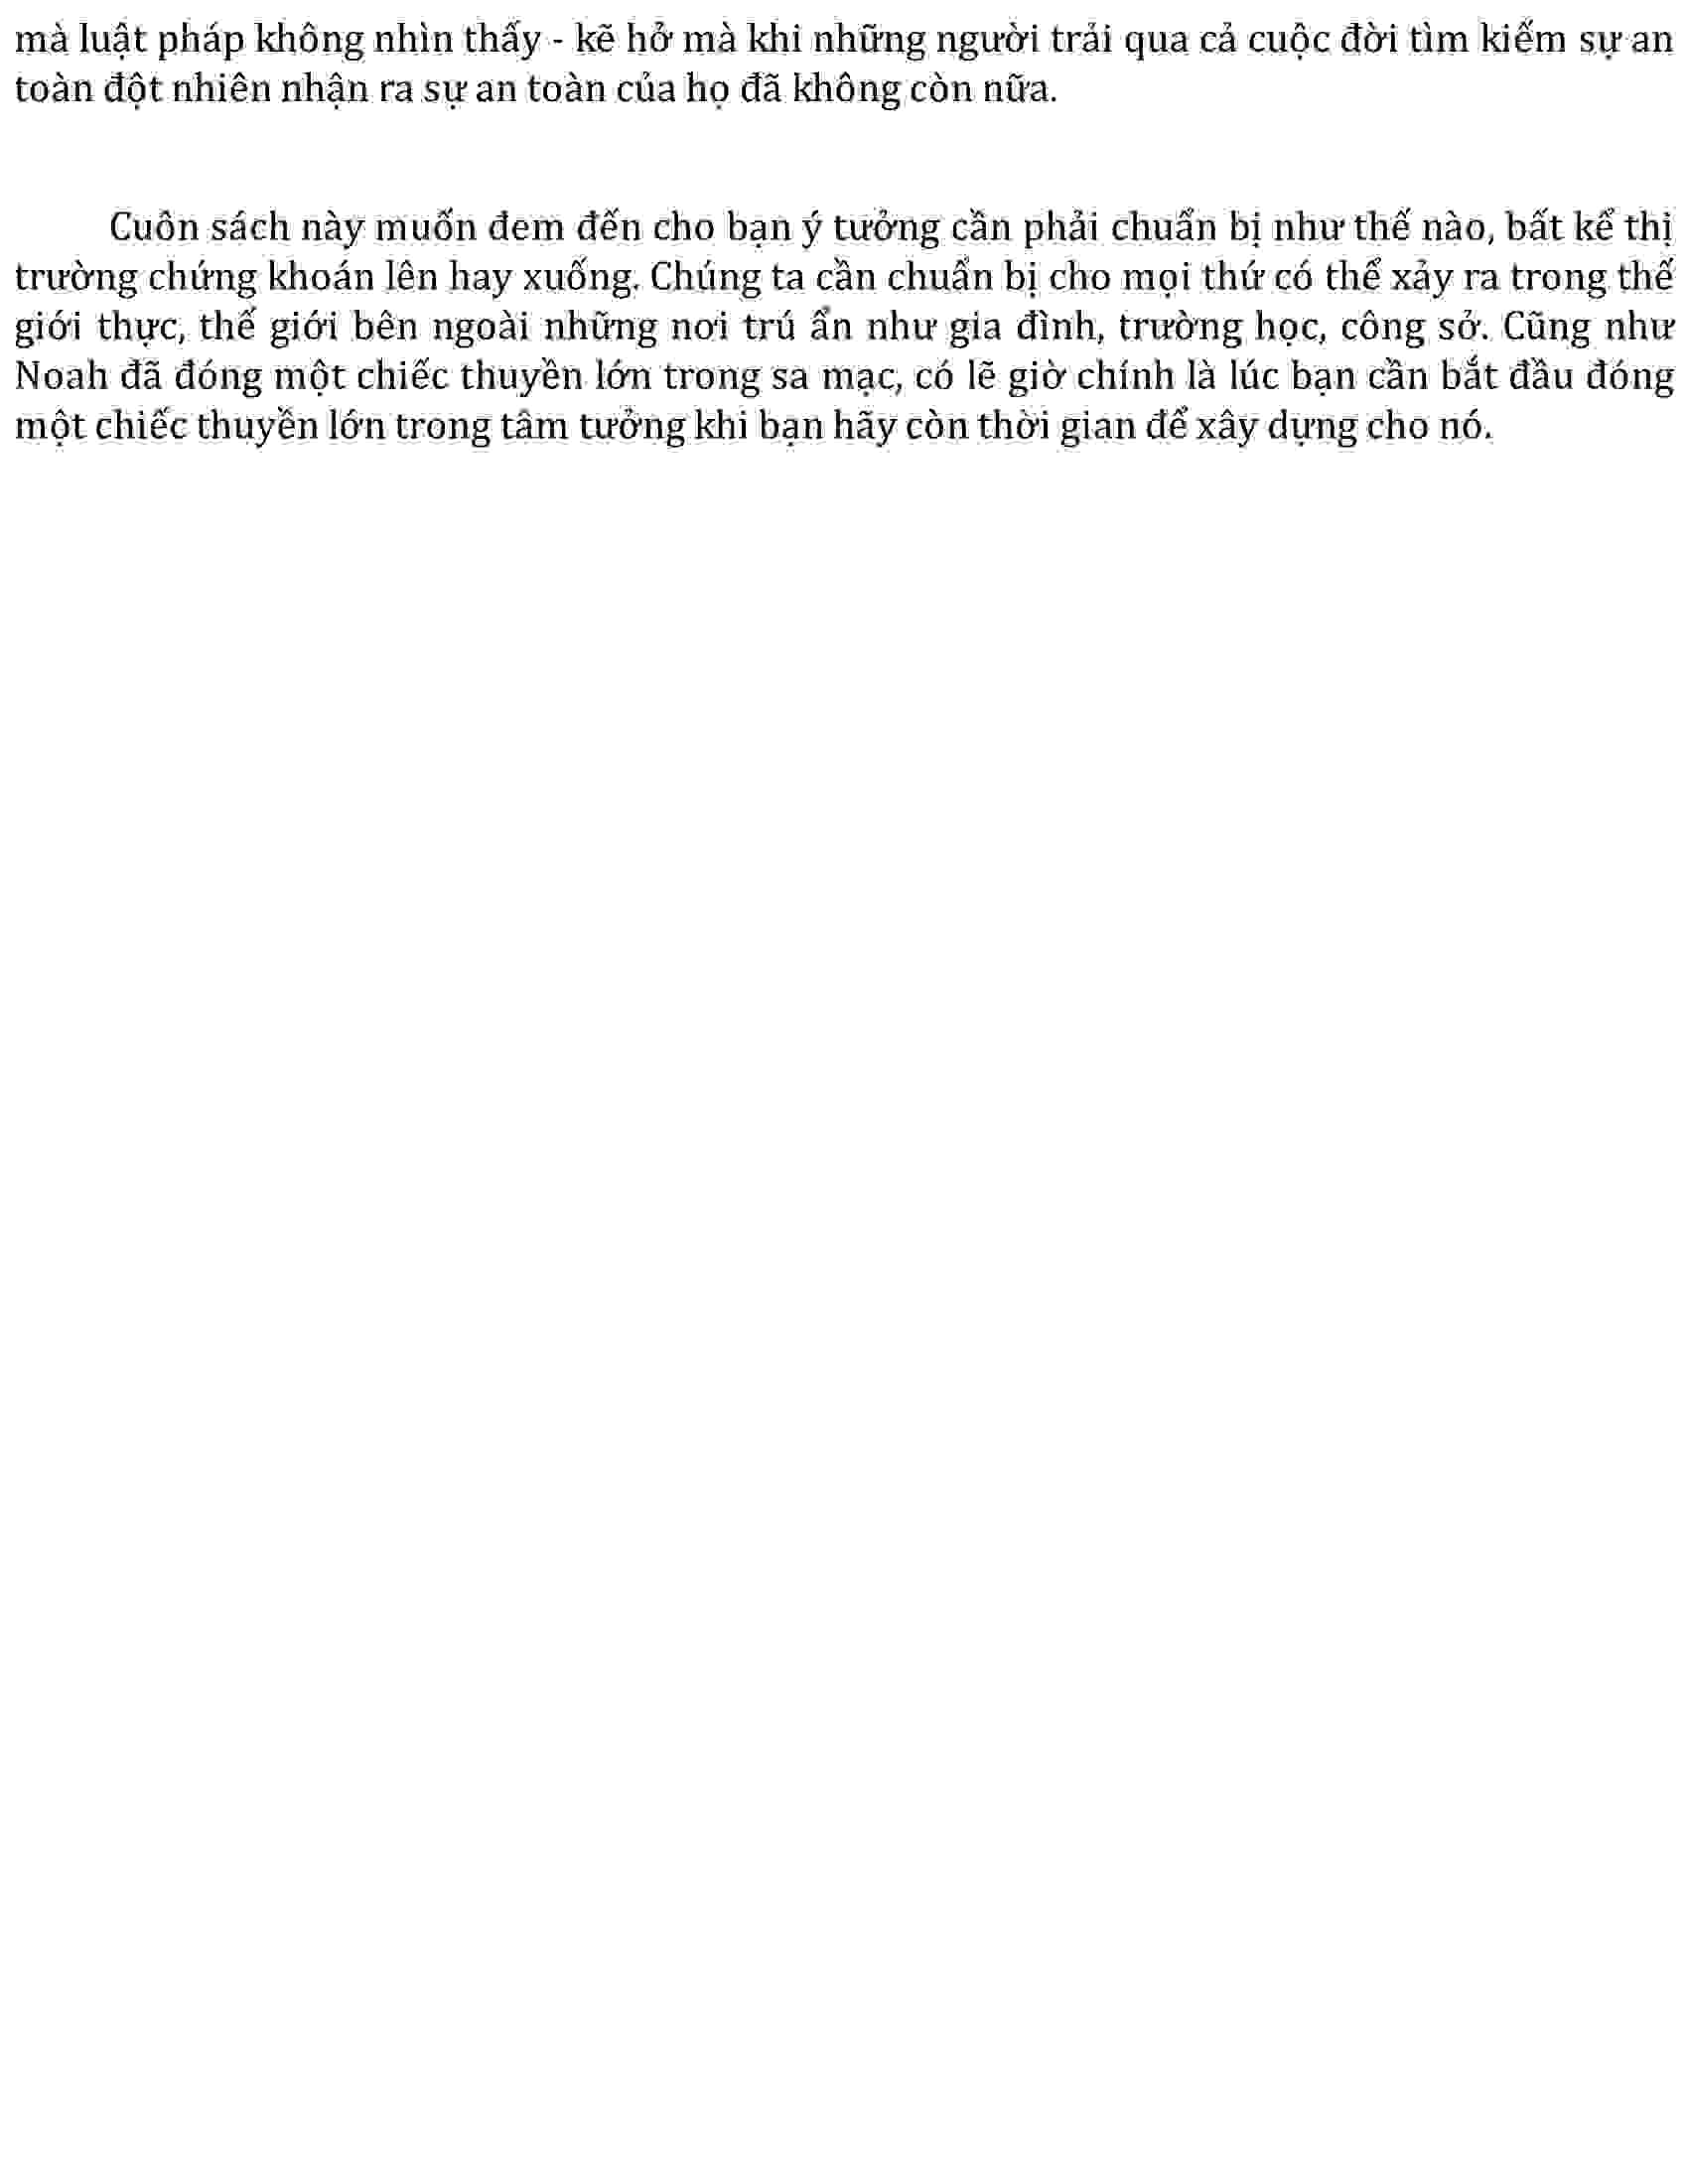 mà luật pháp không nhìn thấy - kẽ hở mà khi những người trải qua cả cuộc đời tìm kiếm sự an
toàn đột nhiên nhận ra sự an toàn của họ đã không còn nữa.
Cuôn sách này muốn đem đến cho bạn ý tưởng cần phải chuẩn bị như thế nào, bất kể thị
trường chứng khoán lên hay xuống. Chúng ta cần chuẩn bị cho mọi thứ có thể xảy ra trong thế
giới thực, thế giới bên ngoài những nơi trú ẩn như gia đình, trường học, công sở. Cũng như
Noah đã đóng một chiếc thuyền lớn trong sa mạc, có lẽ giờ chính là lúc bạn cần bắt đầu đóng
một chiếc thuyền lớn trong tâm tưởng khi bạn hãy còn thời gian để xây dựng cho nó.